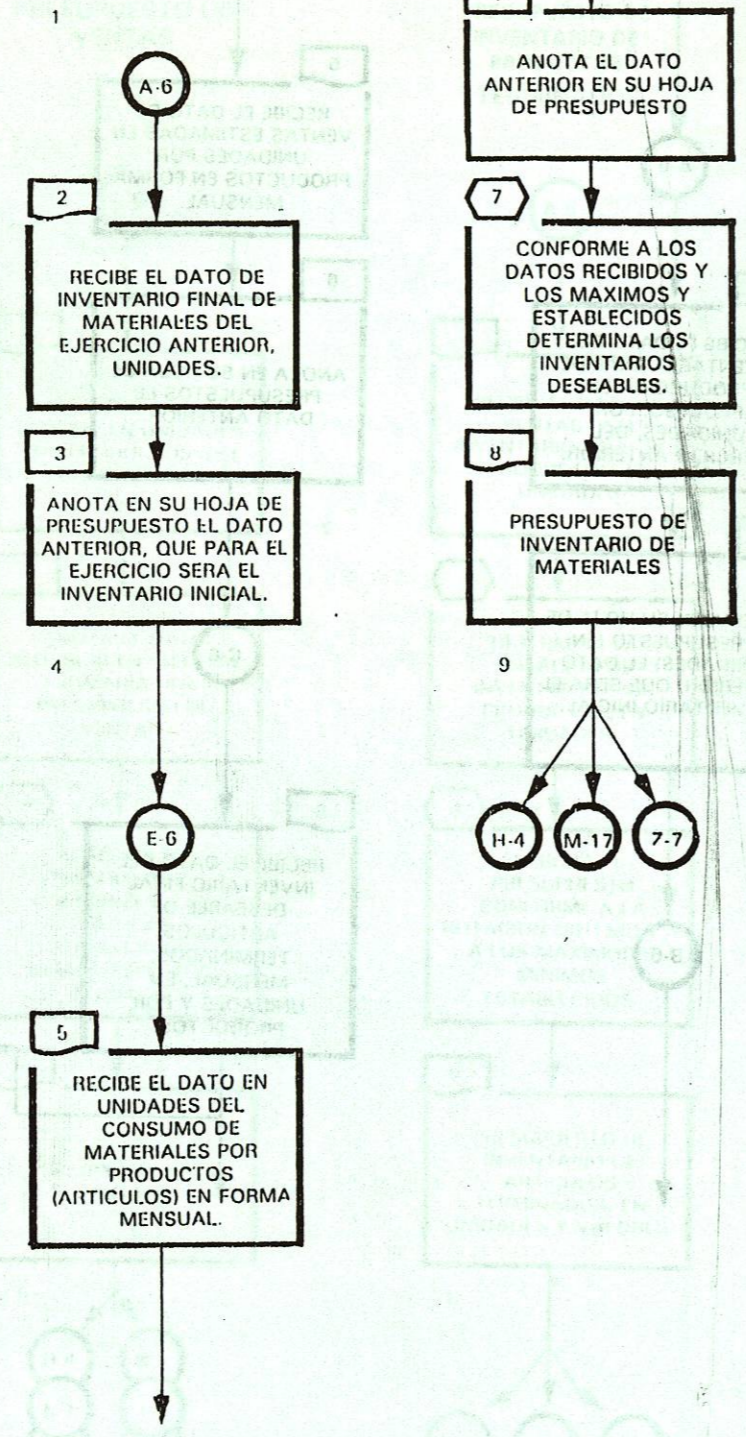 1
A-6
2
RECIBE EL DATO DE
INVENTARIO FINAL DE
MATERIALES DEL
EJERCICIO ANTERIOR,
UNIDADES.
3
ANOTA EN SU HOJA DE
PRESUPUESTO EL DATO
ANTERIOR, QUE PARA EL
EJERCICIO SERA EL
INVENTARIO INICIAL.
4
E-6
5
RECIBE EL DATO EN
UNIDADES DEL
CONSUMO DE
MATERIALES POR
PRODUCTOS
(ARTICULOS) EN FORMA
MENSUAL.
ANOTA EL DATO
ANTERIOR EN SU HOJA
DE PRESUPUESTO
7
CONFORME A LOS
DATOS RECIBIDOS Y
LOS MAXIMOS Y
ESTABLECIDOS
DETERMINA LOS
INVENTARIOS
DESEABLES.
8
PRESUPUESTO DE
INVENTARIO DE
MATERIALES
9
H-4
M-17
7-7